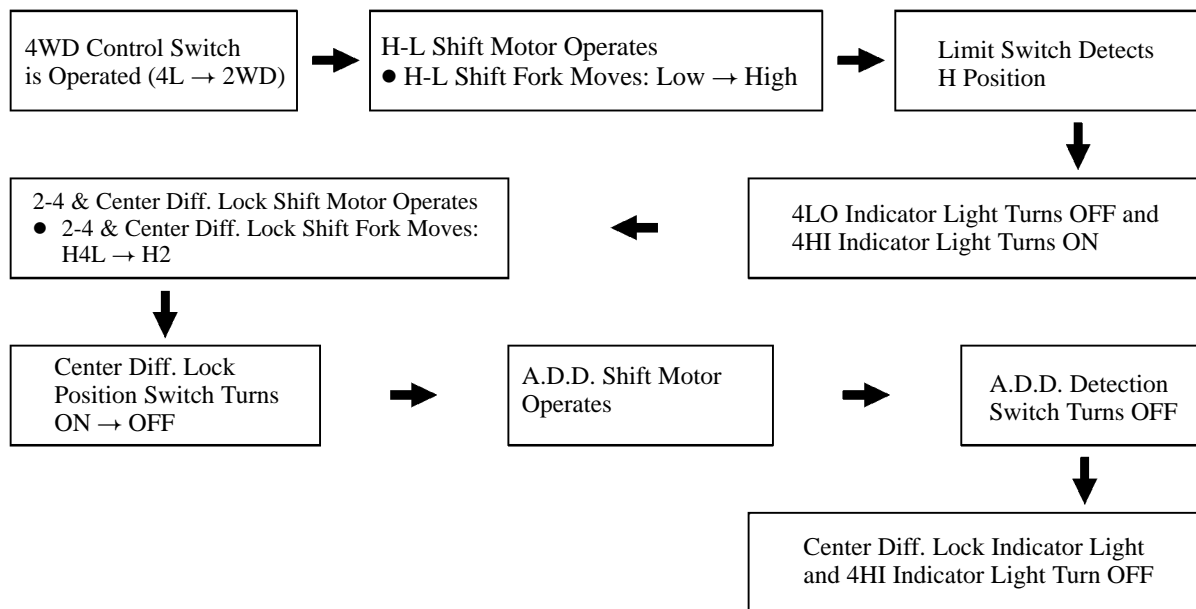 4WD Control Switch
is Operated (4L → 2WD)
H-L Shift Motor Operates
● H-L Shift Fork Moves: Low → High
Limit Switch Detects
H Position
4LO Indicator Light Turns OFF and
4HI Indicator Light Turns ON
2-4 & Center Diff. Lock Shift Motor Operates
● 2-4 & Center Diff. Lock Shift Fork Moves:
H4L → H2
Center Diff. Lock
Position Switch Turns
ON → OFF
A.D.D. Shift Motor
Operates
A.D.D. Detection
Switch Turns OFF
Center Diff. Lock Indicator Light
and 4HI Indicator Light Turn OFF